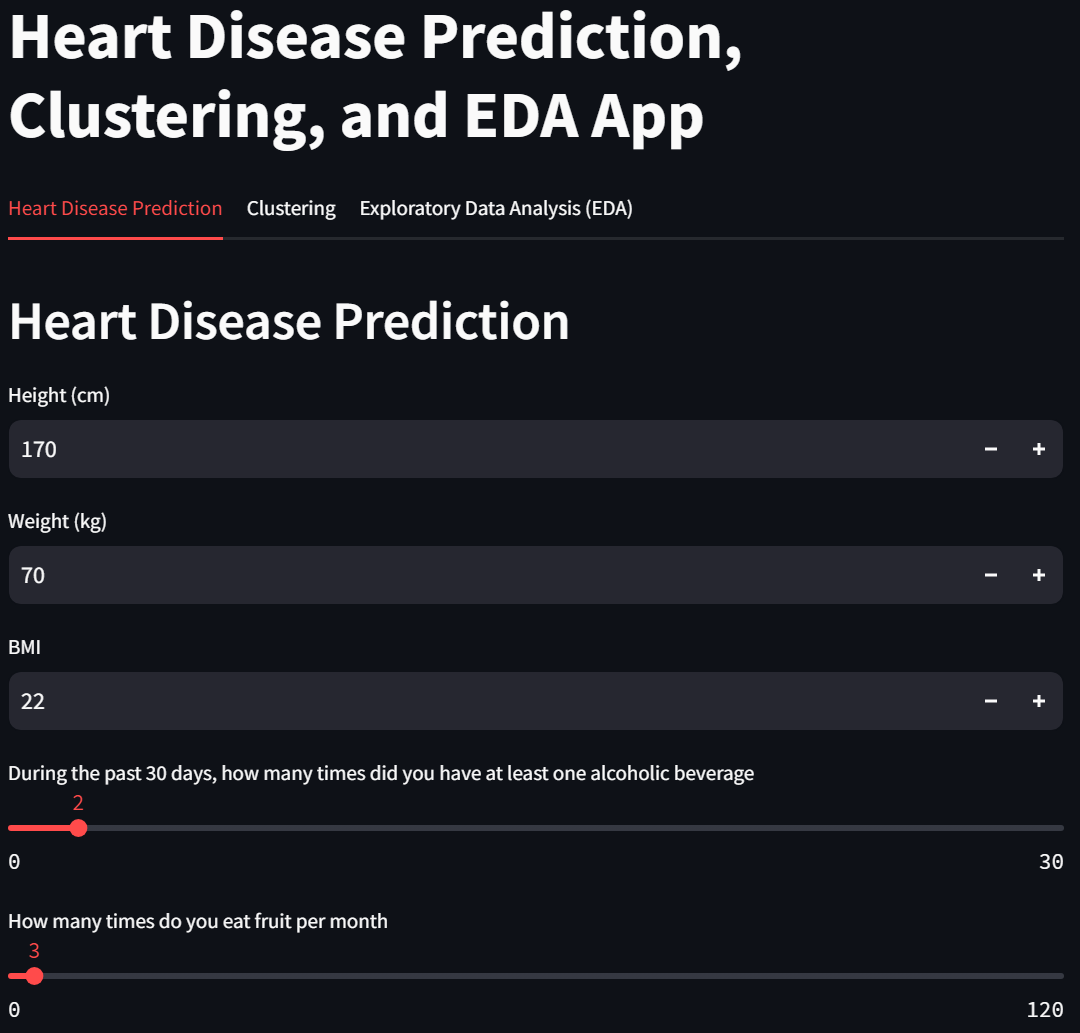 Heart Disease Prediction,
Clustering, and EDA App
Heart Disease Prediction Clustering Exploratory Data Analysis (EDA)
Heart Disease Prediction
Height (cm)
170 − +
Weight (kg)
70 − +
BMI
22 − +
During the past 30 days, how many times did you have at least one alcoholic beverage
2
0 30
How many times do you eat fruit per month
3
0 120